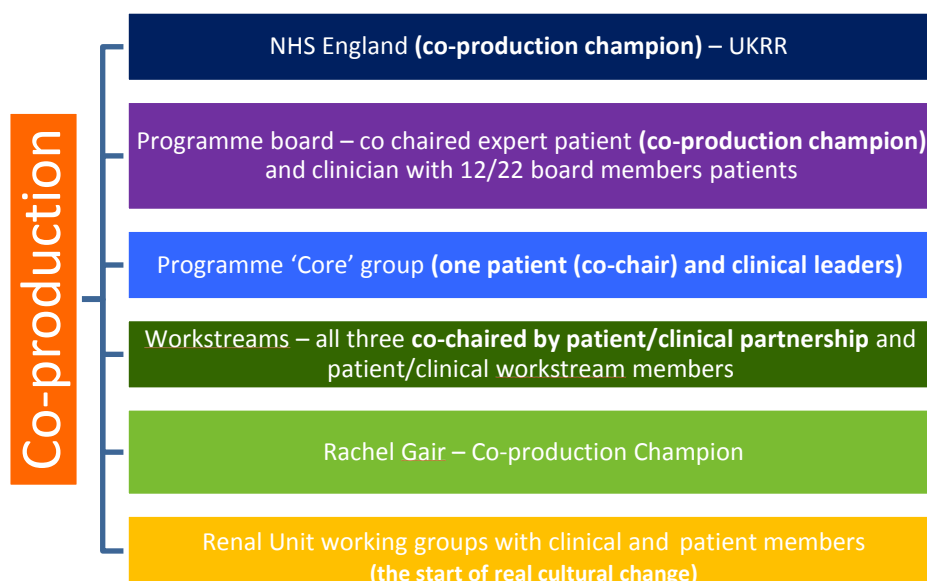 Co-production
NHS England (co-production champion) – UKRR
Programme board – co chaired expert patient (co-production champion)
and clinician with 12/22 board members patients
Programme ‘Core’ group (one patient (co-chair) and clinical leaders)
Workstreams – all three co-chaired by patient/clinical partnership and
patient/clinical workstream members
Rachel Gair – Co-production Champion
Renal Unit working groups with clinical and patient members
(the start of real cultural change)